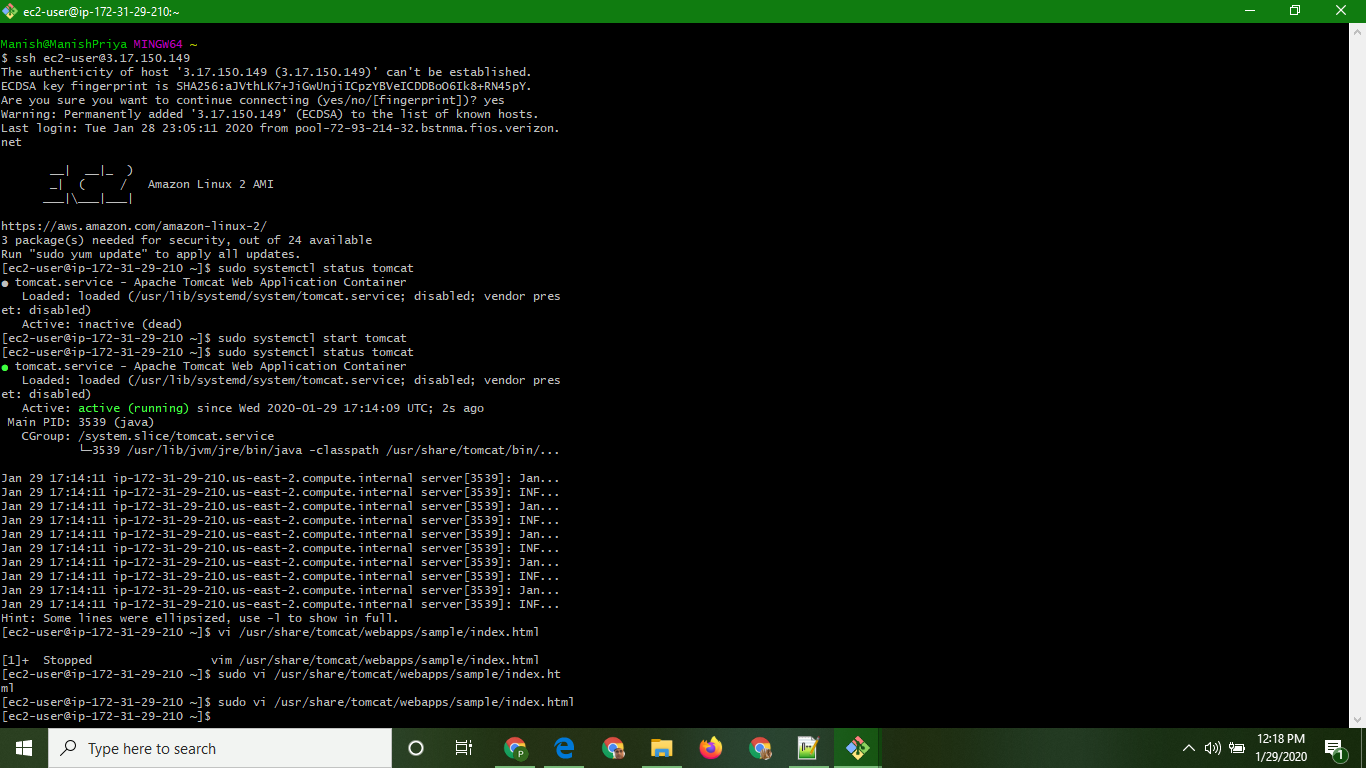 ec2-user@ip-172-31-29-210:~
Manish@ManishPriya MINGW64 ~
$ ssh ec2-user@3.17.150.149
The authenticity of host '3.17.150.149 (3.17.150.149)' can't be established.
ECDSA key fingerprint is SHA256:aJVthLK7+JiGwUnjiICpzYBVeICDDBoO6Ik8+RN45pY.
Are you sure you want to continue connecting (yes/no/[fingerprint])? yes
Warning: Permanently added '3.17.150.149' (ECDSA) to the list of known hosts.
Last login: Tue Jan 28 23:05:11 2020 from pool-72-93-214-32.bstnma.fios.verizon.
net
__|  __|_  )
_|  (     /   Amazon Linux 2 AMI
___|\___|___|
https://aws.amazon.com/amazon-linux-2/
3 package(s) needed for security, out of 24 available
Run "sudo yum update" to apply all updates.
[ec2-user@ip-172-31-29-210 ~]$ sudo systemctl status tomcat
● tomcat.service - Apache Tomcat Web Application Container
Loaded: loaded (/usr/lib/systemd/system/tomcat.service; disabled; vendor pres
et: disabled)
Active: inactive (dead)
[ec2-user@ip-172-31-29-210 ~]$ sudo systemctl start tomcat
[ec2-user@ip-172-31-29-210 ~]$ sudo systemctl status tomcat
● tomcat.service - Apache Tomcat Web Application Container
Loaded: loaded (/usr/lib/systemd/system/tomcat.service; disabled; vendor pres
et: disabled)
Active: active (running) since Wed 2020-01-29 17:14:09 UTC; 2s ago
Main PID: 3539 (java)
CGroup: /system.slice/tomcat.service
└─3539 /usr/lib/jvm/jre/bin/java -classpath /usr/share/tomcat/bin/...
Jan 29 17:14:11 ip-172-31-29-210.us-east-2.compute.internal server[3539]: Jan...
Jan 29 17:14:11 ip-172-31-29-210.us-east-2.compute.internal server[3539]: INF...
Jan 29 17:14:11 ip-172-31-29-210.us-east-2.compute.internal server[3539]: Jan...
Jan 29 17:14:11 ip-172-31-29-210.us-east-2.compute.internal server[3539]: INF...
Jan 29 17:14:11 ip-172-31-29-210.us-east-2.compute.internal server[3539]: Jan...
Jan 29 17:14:11 ip-172-31-29-210.us-east-2.compute.internal server[3539]: INF...
Jan 29 17:14:11 ip-172-31-29-210.us-east-2.compute.internal server[3539]: Jan...
Jan 29 17:14:11 ip-172-31-29-210.us-east-2.compute.internal server[3539]: INF...
Jan 29 17:14:11 ip-172-31-29-210.us-east-2.compute.internal server[3539]: Jan...
Jan 29 17:14:11 ip-172-31-29-210.us-east-2.compute.internal server[3539]: INF...
Hint: Some lines were ellipsized, use -l to show in full.
[ec2-user@ip-172-31-29-210 ~]$ vi /usr/share/tomcat/webapps/sample/index.html
[1]+  Stopped                 vim /usr/share/tomcat/webapps/sample/index.html
[ec2-user@ip-172-31-29-210 ~]$ sudo vi /usr/share/tomcat/webapps/sample/index.ht
ml
[ec2-user@ip-172-31-29-210 ~]$ sudo vi /usr/share/tomcat/webapps/sample/index.html
[ec2-user@ip-172-31-29-210 ~]$
Type here to search
12:18 PM
1/29/2020
1